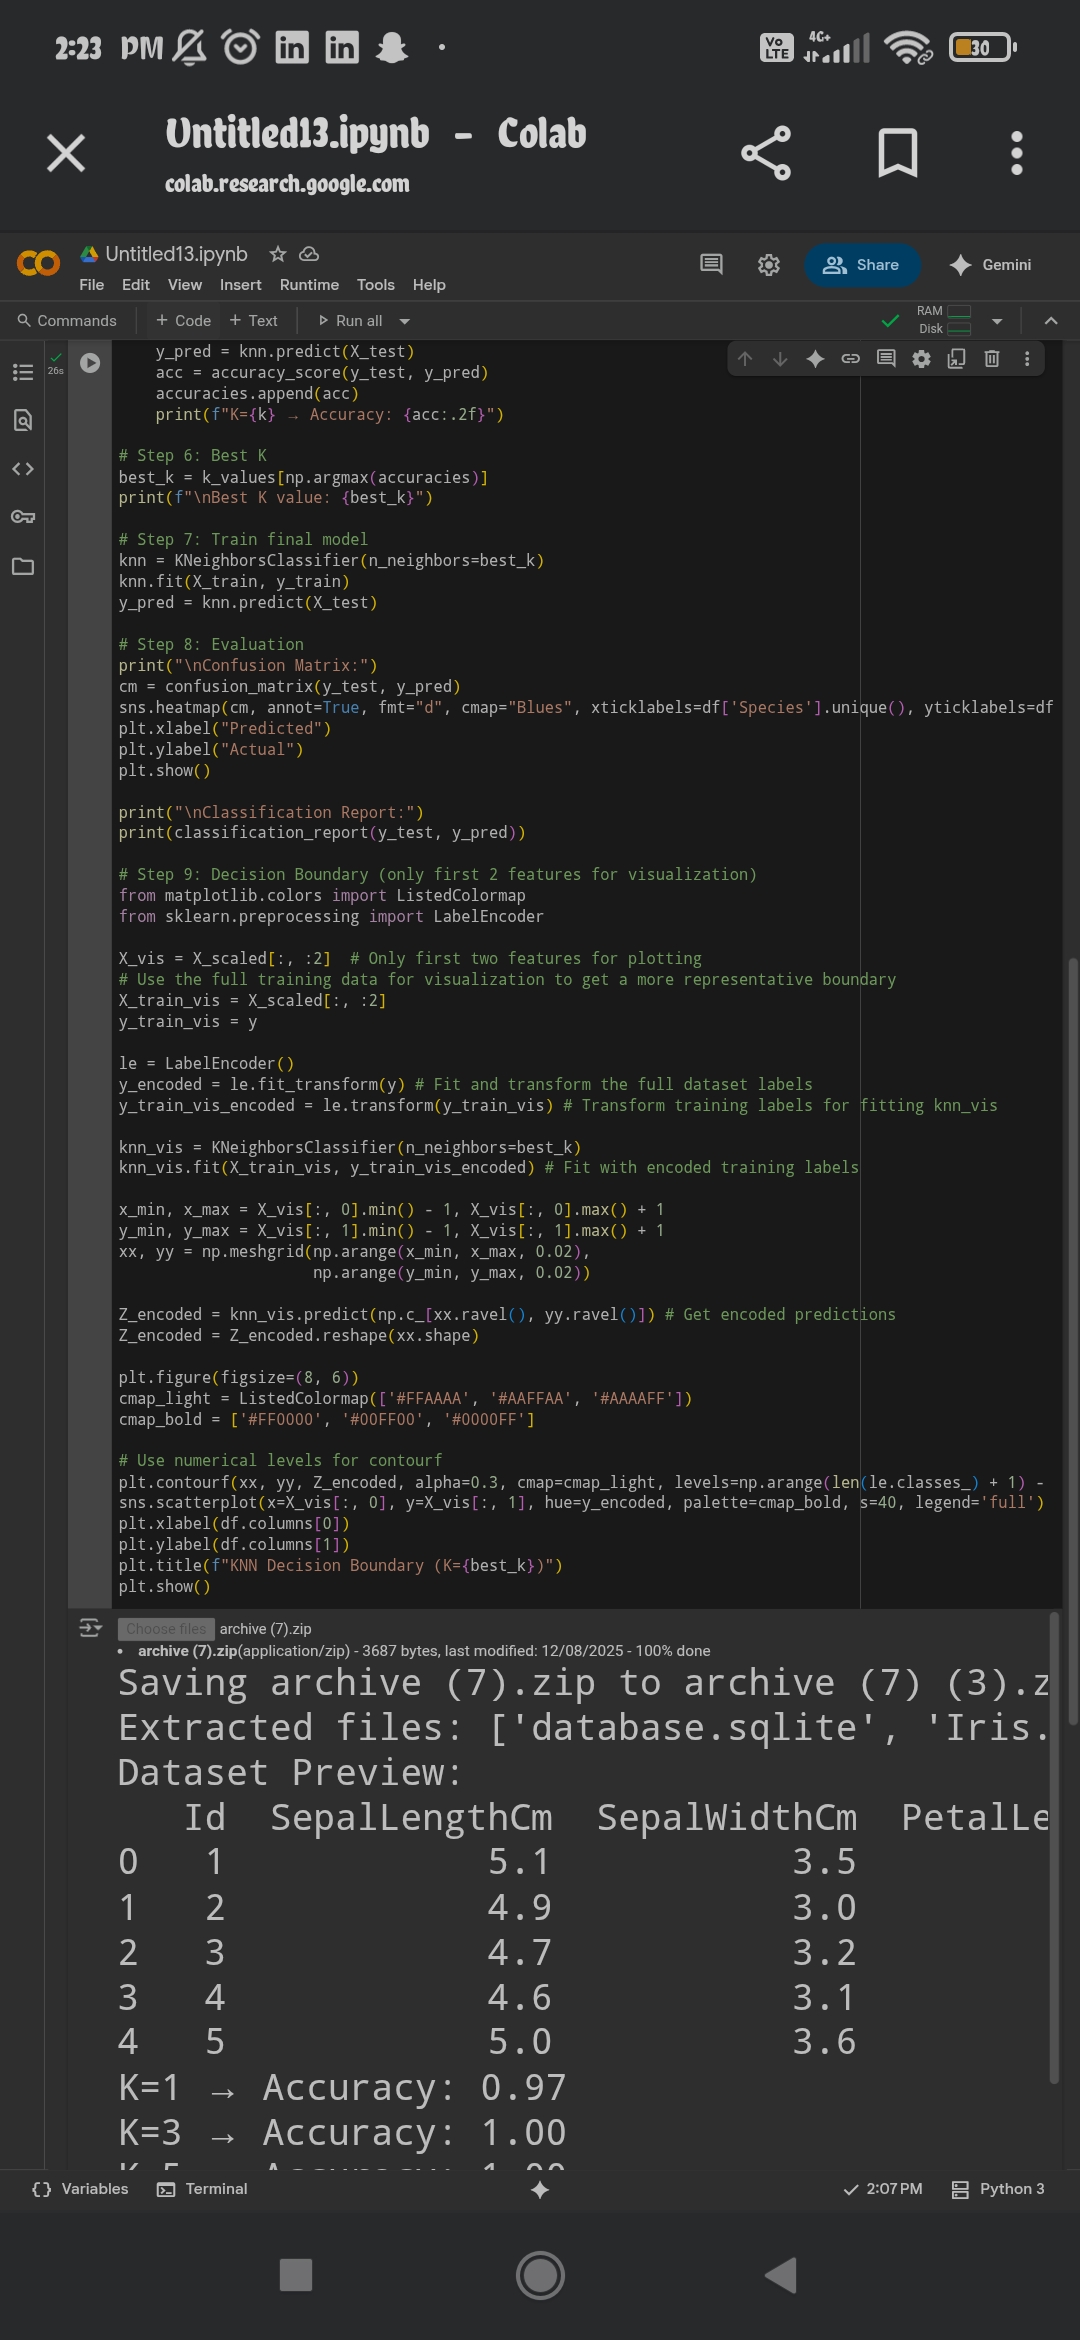 2:23 PM
Vo LTE 4G+ 30
Untitled13.ipynb - Colab
colab.research.google.com
Untitled13.ipynb
File Edit View Insert Runtime Tools Help
Share Gemini
Commands + Code + Text Run all
RAM
Disk
26s
    y_pred = knn.predict(X_test)
    acc = accuracy_score(y_test, y_pred)
    accuracies.append(acc)
    print(f"K={k} → Accuracy: {acc:.2f}")
# Step 6: Best K
best_k = k_values[np.argmax(accuracies)]
print(f"\nBest K value: {best_k}")
# Step 7: Train final model
knn = KNeighborsClassifier(n_neighbors=best_k)
knn.fit(X_train, y_train)
y_pred = knn.predict(X_test)
# Step 8: Evaluation
print("\nConfusion Matrix:")
cm = confusion_matrix(y_test, y_pred)
sns.heatmap(cm, annot=True, fmt="d", cmap="Blues", xticklabels=df['Species'].unique(), yticklabels=df
plt.xlabel("Predicted")
plt.ylabel("Actual")
plt.show()
print("\nClassification Report:")
print(classification_report(y_test, y_pred))
# Step 9: Decision Boundary (only first 2 features for visualization)
from matplotlib.colors import ListedColormap
from sklearn.preprocessing import LabelEncoder
X_vis = X_scaled[:, :2]  # Only first two features for plotting
# Use the full training data for visualization to get a more representative boundary
X_train_vis = X_scaled[:, :2]
y_train_vis = y
le = LabelEncoder()
y_encoded = le.fit_transform(y) # Fit and transform the full dataset labels
y_train_vis_encoded = le.transform(y_train_vis) # Transform training labels for fitting knn_vis
knn_vis = KNeighborsClassifier(n_neighbors=best_k)
knn_vis.fit(X_train_vis, y_train_vis_encoded) # Fit with encoded training labels
x_min, x_max = X_vis[:, 0].min() - 1, X_vis[:, 0].max() + 1
y_min, y_max = X_vis[:, 1].min() - 1, X_vis[:, 1].max() + 1
xx, yy = np.meshgrid(np.arange(x_min, x_max, 0.02),
                     np.arange(y_min, y_max, 0.02))
Z_encoded = knn_vis.predict(np.c_[xx.ravel(), yy.ravel()]) # Get encoded predictions
Z_encoded = Z_encoded.reshape(xx.shape)
plt.figure(figsize=(8, 6))
cmap_light = ListedColormap(['#FFAAAA', '#AAFFAA', '#AAAAFF'])
cmap_bold = ['#FF0000', '#00FF00', '#0000FF']
# Use numerical levels for contourf
plt.contourf(xx, yy, Z_encoded, alpha=0.3, cmap=cmap_light, levels=np.arange(len(le.classes_) + 1) -
sns.scatterplot(x=X_vis[:, 0], y=X_vis[:, 1], hue=y_encoded, palette=cmap_bold, s=40, legend='full')
plt.xlabel(df.columns[0])
plt.ylabel(df.columns[1])
plt.title(f"KNN Decision Boundary (K={best_k})")
plt.show()
Choose files archive (7).zip
• archive (7).zip(application/zip) - 3687 bytes, last modified: 12/08/2025 - 100% done
Saving archive (7).zip to archive (7) (3).z
Extracted files: ['database.sqlite', 'Iris.
Dataset Preview:
   Id  SepalLengthCm  SepalWidthCm  PetalLe
0   1            5.1           3.5
1   2            4.9           3.0
2   3            4.7           3.2
3   4            4.6           3.1
4   5            5.0           3.6
K=1 → Accuracy: 0.97
K=3 → Accuracy: 1.00
Variables Terminal 2:07 PM Python 3